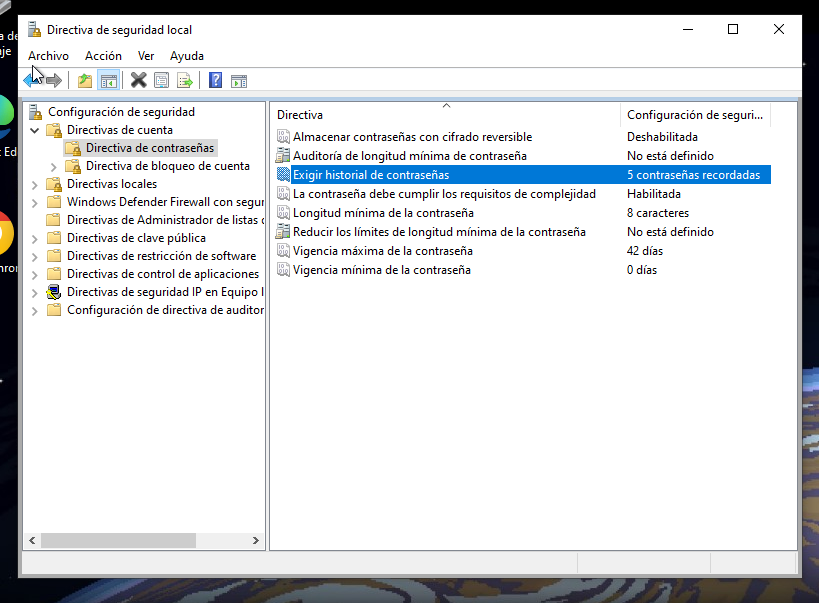 Directiva de seguridad local
Archivo Acción Ver Ayuda
Configuración de seguridad
Directivas de cuenta
Directiva de contraseñas
Directiva de bloqueo de cuenta
Directivas locales
Windows Defender Firewall con segur
Directivas de Administrador de listas d
Directivas de clave pública
Directivas de restricción de software
Directivas de control de aplicaciones
Directivas de seguridad IP en Equipo l
Configuración de directiva de auditor
Directiva Configuración de seguri...
Almacenar contraseñas con cifrado reversible Deshabilitada
Auditoría de longitud mínima de contraseña No está definido
Exigir historial de contraseñas 5 contraseñas recordadas
La contraseña debe cumplir los requisitos de complejidad Habilitada
Longitud mínima de la contraseña 8 caracteres
Reducir los límites de longitud mínima de la contraseña No está definido
Vigencia máxima de la contraseña 42 días
Vigencia mínima de la contraseña 0 días